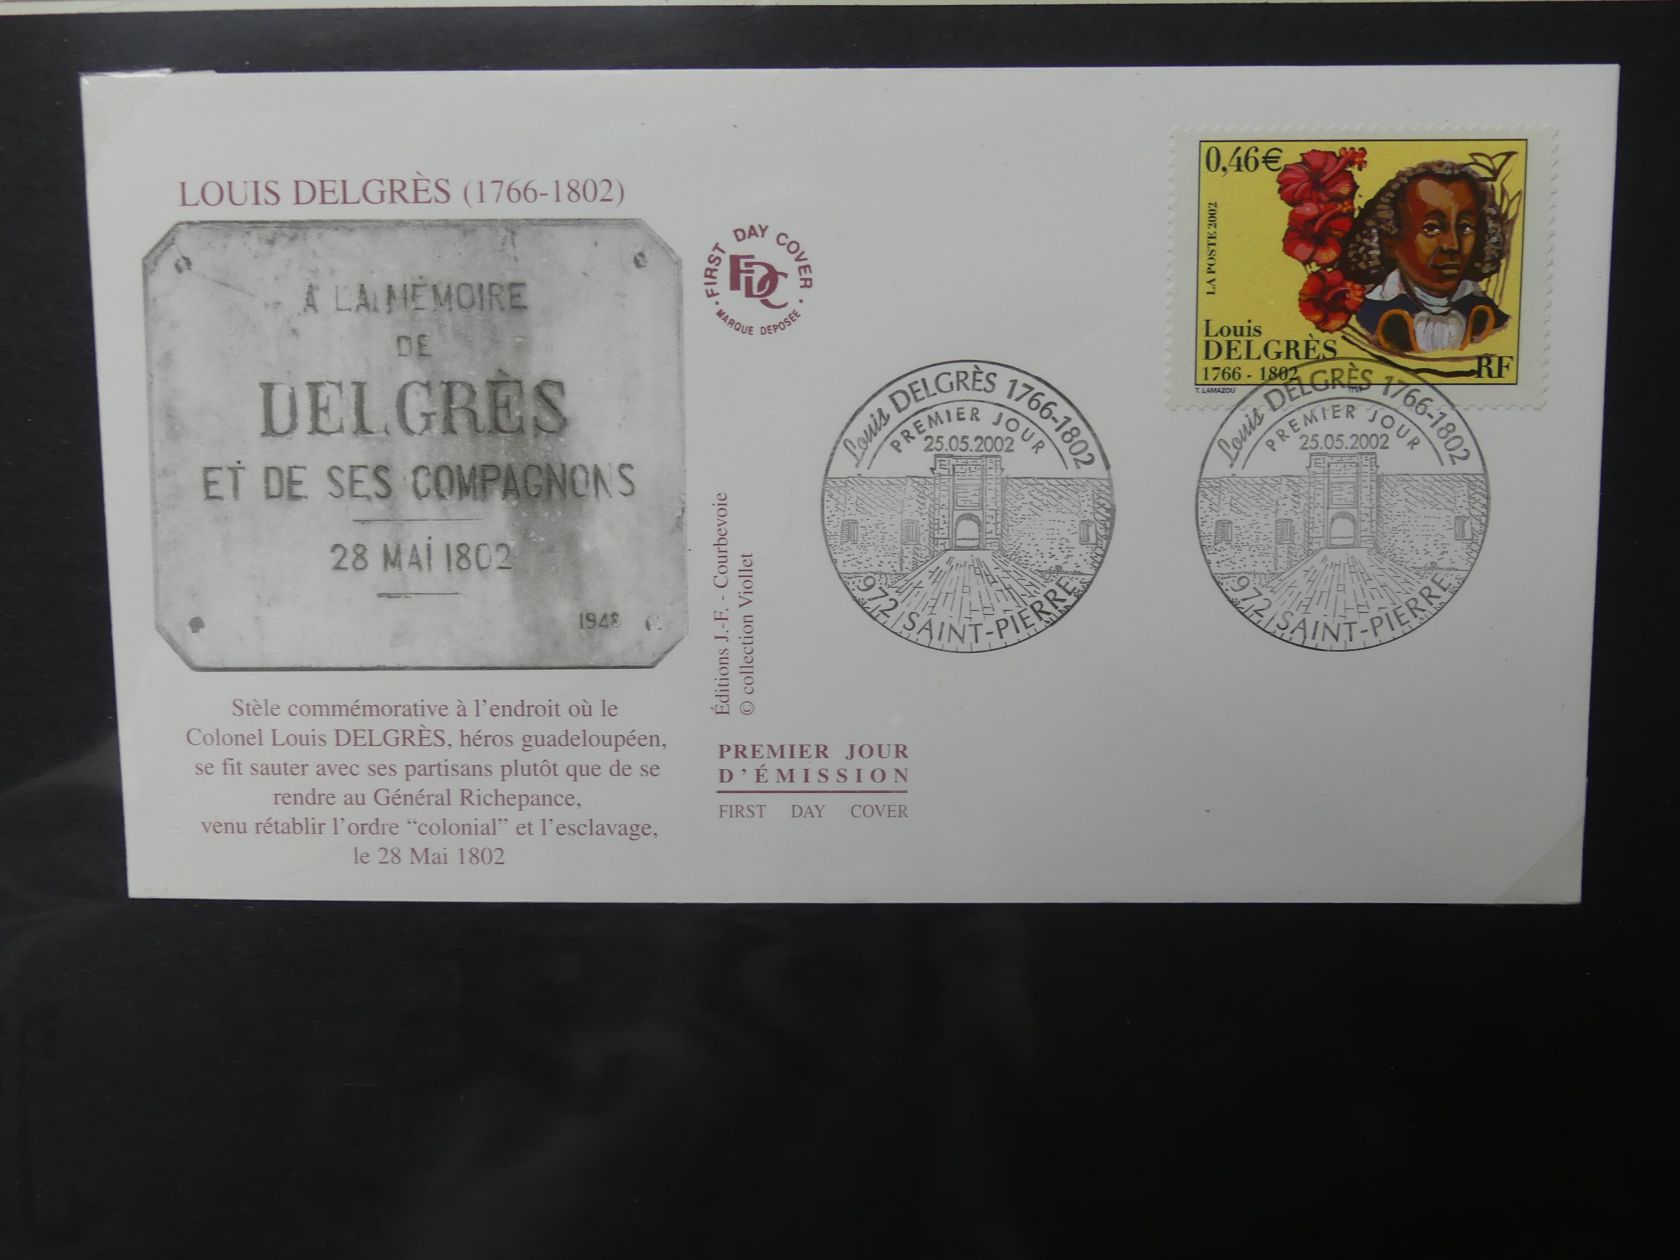 LOUIS DELGRÈS (1766-1802)
A LA MÉMOIRE
DE
DELGRÈS
ET DE SES COMPAGNONS
28 MAI 1802
1948
Stèle commémorative à l'endroit où le
Colonel Louis DELGRÈS, héros guadeloupéen,
se fit sauter avec ses partisans plutôt que de se
rendre au Général Richepance,
venu rétablir l'ordre “colonial” et l'esclavage,
le 28 Mai 1802
FIRST DAY COVER
FDC
MARQUE DEPOSÉE
Éditions J.-F. - Courbevoie
© collection Viollet
PREMIER JOUR
D'ÉMISSION
FIRST DAY COVER
Louis DELGRÈS 1766-1802
PREMIER JOUR
25.05.2002
972 SAINT-PIERRE
0,46€
LA POSTE 2002
Louis
DELGRÈS
1766 - 1802
RF
T. LAMAZOU
Louis DELGRÈS 1766-1802
PREMIER JOUR
25.05.2002
972 SAINT-PIERRE